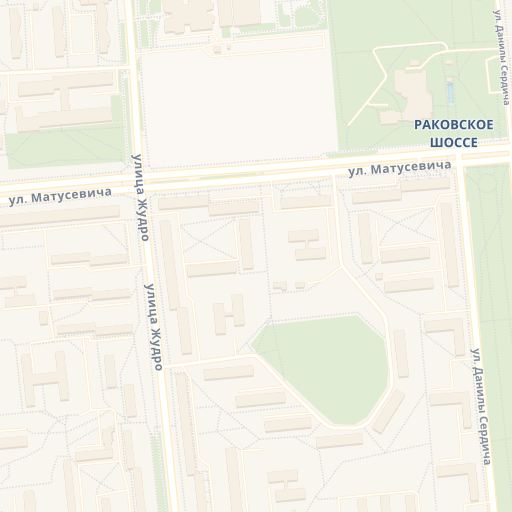 ул. Данилы Сердича
РАКОВСКОЕ
ШОССЕ
ул. Матусевича
ул. Матусевича
улица Жудро
улица Жудро
ул. Данилы Сердича